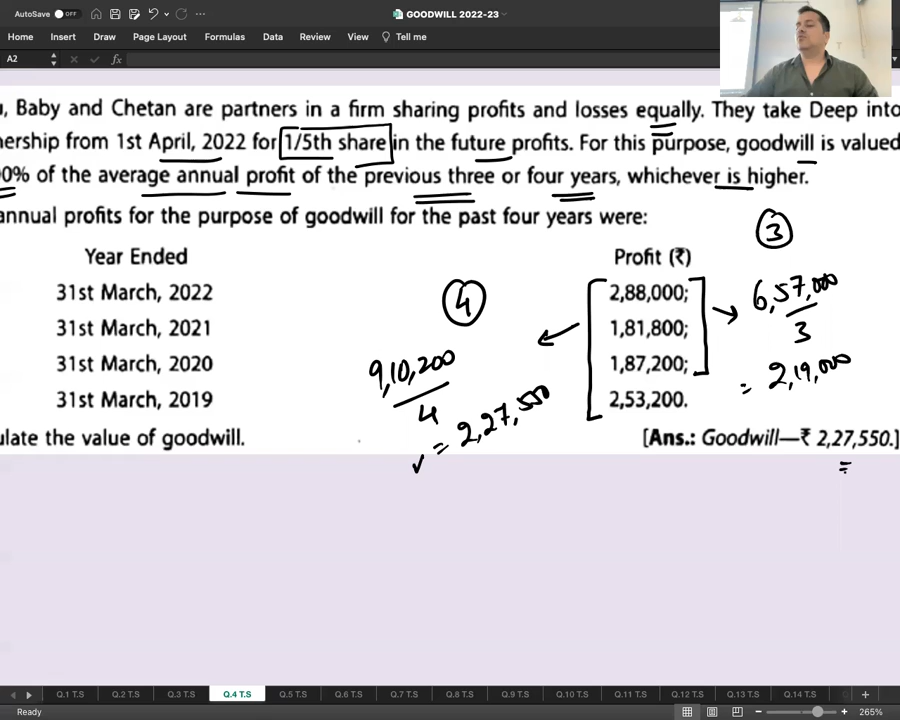 AutoSave OFF GOODWILL 2022-23
Home Insert Draw Page Layout Formulas Data Review View Tell me
A2 fx
, Baby and Chetan are partners in a firm sharing profits and losses equally. They take Deep into
nership from 1st April, 2022 for 1/5th share in the future profits. For this purpose, goodwill is valued
0% of the average annual profit of the previous three or four years, whichever is higher.
annual profits for the purpose of goodwill for the past four years were:
3
Year Ended Profit (₹)
31st March, 2022 2,88,000;
4 6,57,000
31st March, 2021 1,81,800;
3
9,10,200 31st March, 2020 1,87,200;
= 2,19,000
4 31st March, 2019 2,53,200.
= 2,27,550
ulate the value of goodwill. [Ans.: Goodwill—₹ 2,27,550.]
Q.1 T.S Q.2 T.S Q.3 T.S Q.4 T.S Q.5 T.S Q.6 T.S Q.7 T.S Q.8 T.S Q.9 T.S Q.10 T.S Q.11 T.S Q.12 T.S Q.13 T.S Q.14 T.S
Ready 265%